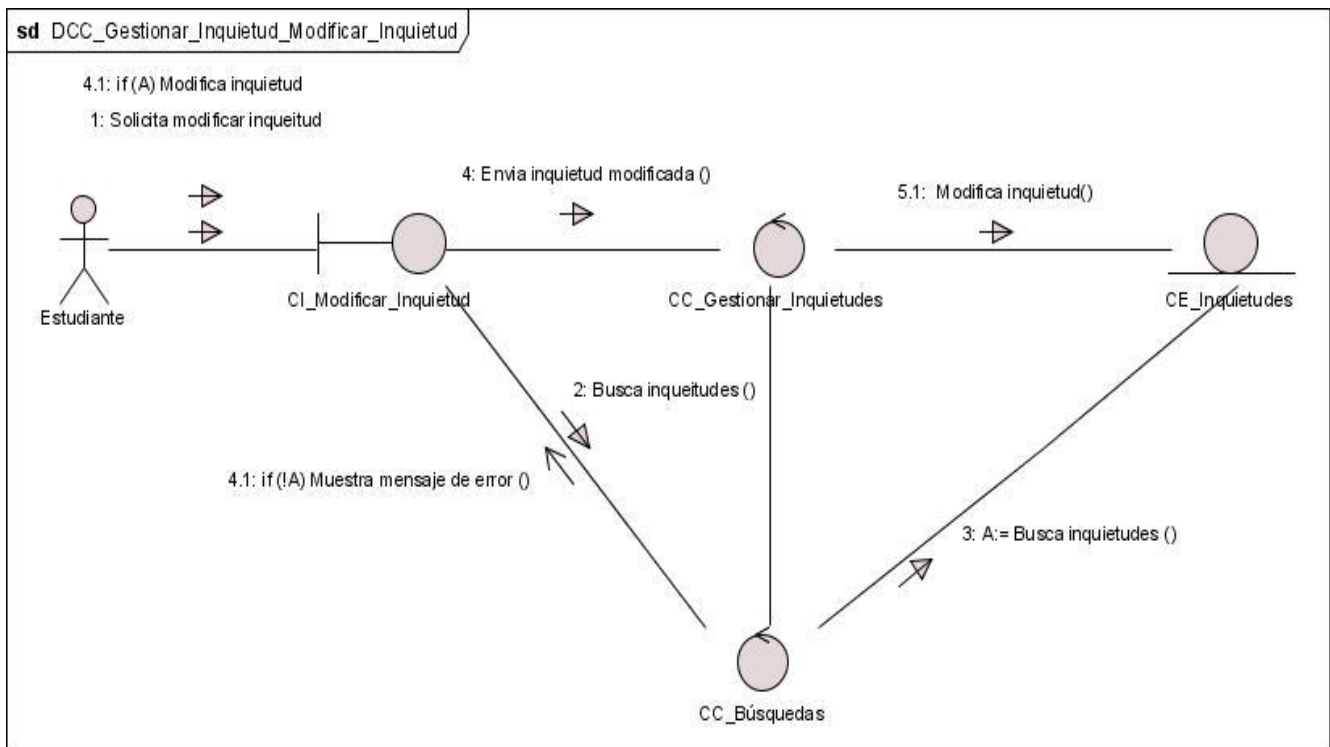 sd DCC_Gestionar_Inquietud_Modificar_Inquietud
4.1: if (A) Modifica inquietud
1: Solicita modificar inqueitud
4: Envia inquietud modificada ()
5.1: Modifica inquietud()
Estudiante
CI_Modificar_Inquietud
CC_Gestionar_Inquietudes
CE_Inquietudes
2: Busca inqueitudes ()
4.1: if (!A) Muestra mensaje de error ()
3: A:= Busca inquietudes ()
CC_Búsquedas